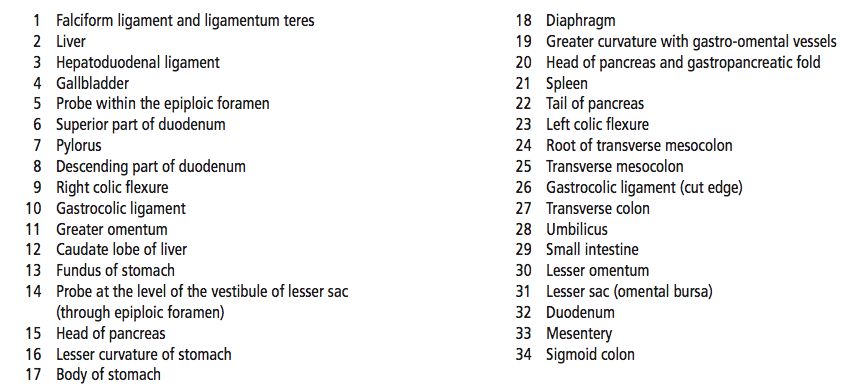 1 Falciform ligament and ligamentum teres
2 Liver
3 Hepatoduodenal ligament
4 Gallbladder
5 Probe within the epiploic foramen
6 Superior part of duodenum
7 Pylorus
8 Descending part of duodenum
9 Right colic flexure
10 Gastrocolic ligament
11 Greater omentum
12 Caudate lobe of liver
13 Fundus of stomach
14 Probe at the level of the vestibule of lesser sac
(through epiploic foramen)
15 Head of pancreas
16 Lesser curvature of stomach
17 Body of stomach
18 Diaphragm
19 Greater curvature with gastro-omental vessels
20 Head of pancreas and gastropancreatic fold
21 Spleen
22 Tail of pancreas
23 Left colic flexure
24 Root of transverse mesocolon
25 Transverse mesocolon
26 Gastrocolic ligament (cut edge)
27 Transverse colon
28 Umbilicus
29 Small intestine
30 Lesser omentum
31 Lesser sac (omental bursa)
32 Duodenum
33 Mesentery
34 Sigmoid colon